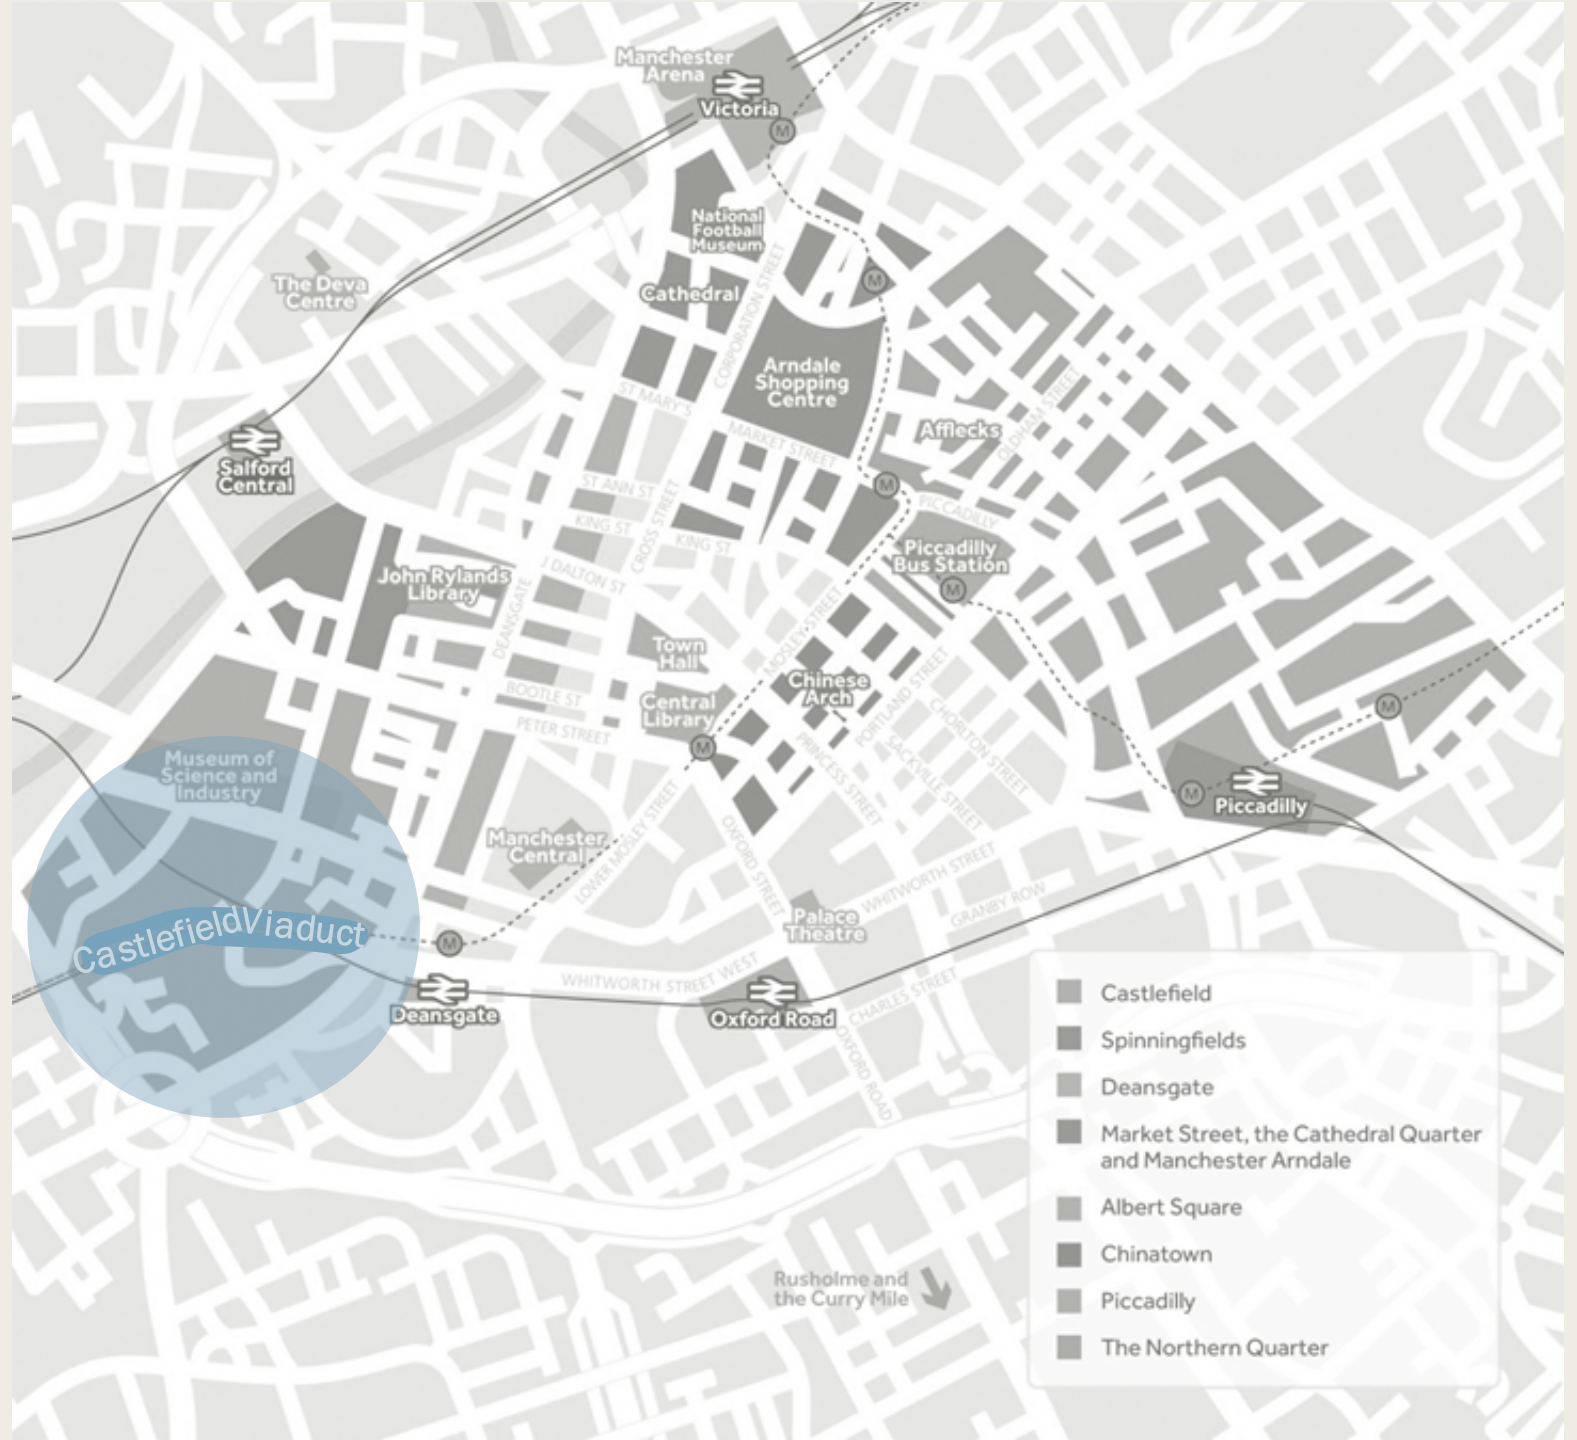 Manchester
Arena
Victoria
M
National
Football
Museum
The Deva
Centre
Cathedral
M
CORPORATION STREET
Arndale
Shopping
Centre
ST MARY'S
OLDHAM STREET
MARKET STREET
Afflecks
Salford
Central
ST ANN ST
M
PICCADILLY
KING ST
CROSS STREET
KING ST
Piccadilly
Bus Station
M
John Rylands
Library
J DALTON ST
DEANSGATE
MOSLEY STREET
Town
Hall
Chinese
Arch
PORTLAND STREET
BOOTLE ST
Central
Library
CHORLTON STREET
M
PETER STREET
M
PRINCESS STREET
SACKVILLE STREET
Museum of
Science and
Industry
M
Piccadilly
Manchester
Central
LOWER MOSLEY STREET
OXFORD STREET
WHITWORTH STREET
GRANBY ROW
Palace
Theatre
CastlefieldViaduct
M
WHITWORTH STREET WEST
CHARLES STREET
Deansgate
Oxford Road
OXFORD ROAD
Castlefield
Spinningfields
Deansgate
Market Street, the Cathedral Quarter
and Manchester Arndale
Albert Square
Chinatown
Piccadilly
The Northern Quarter
Rusholme and
the Curry Mile